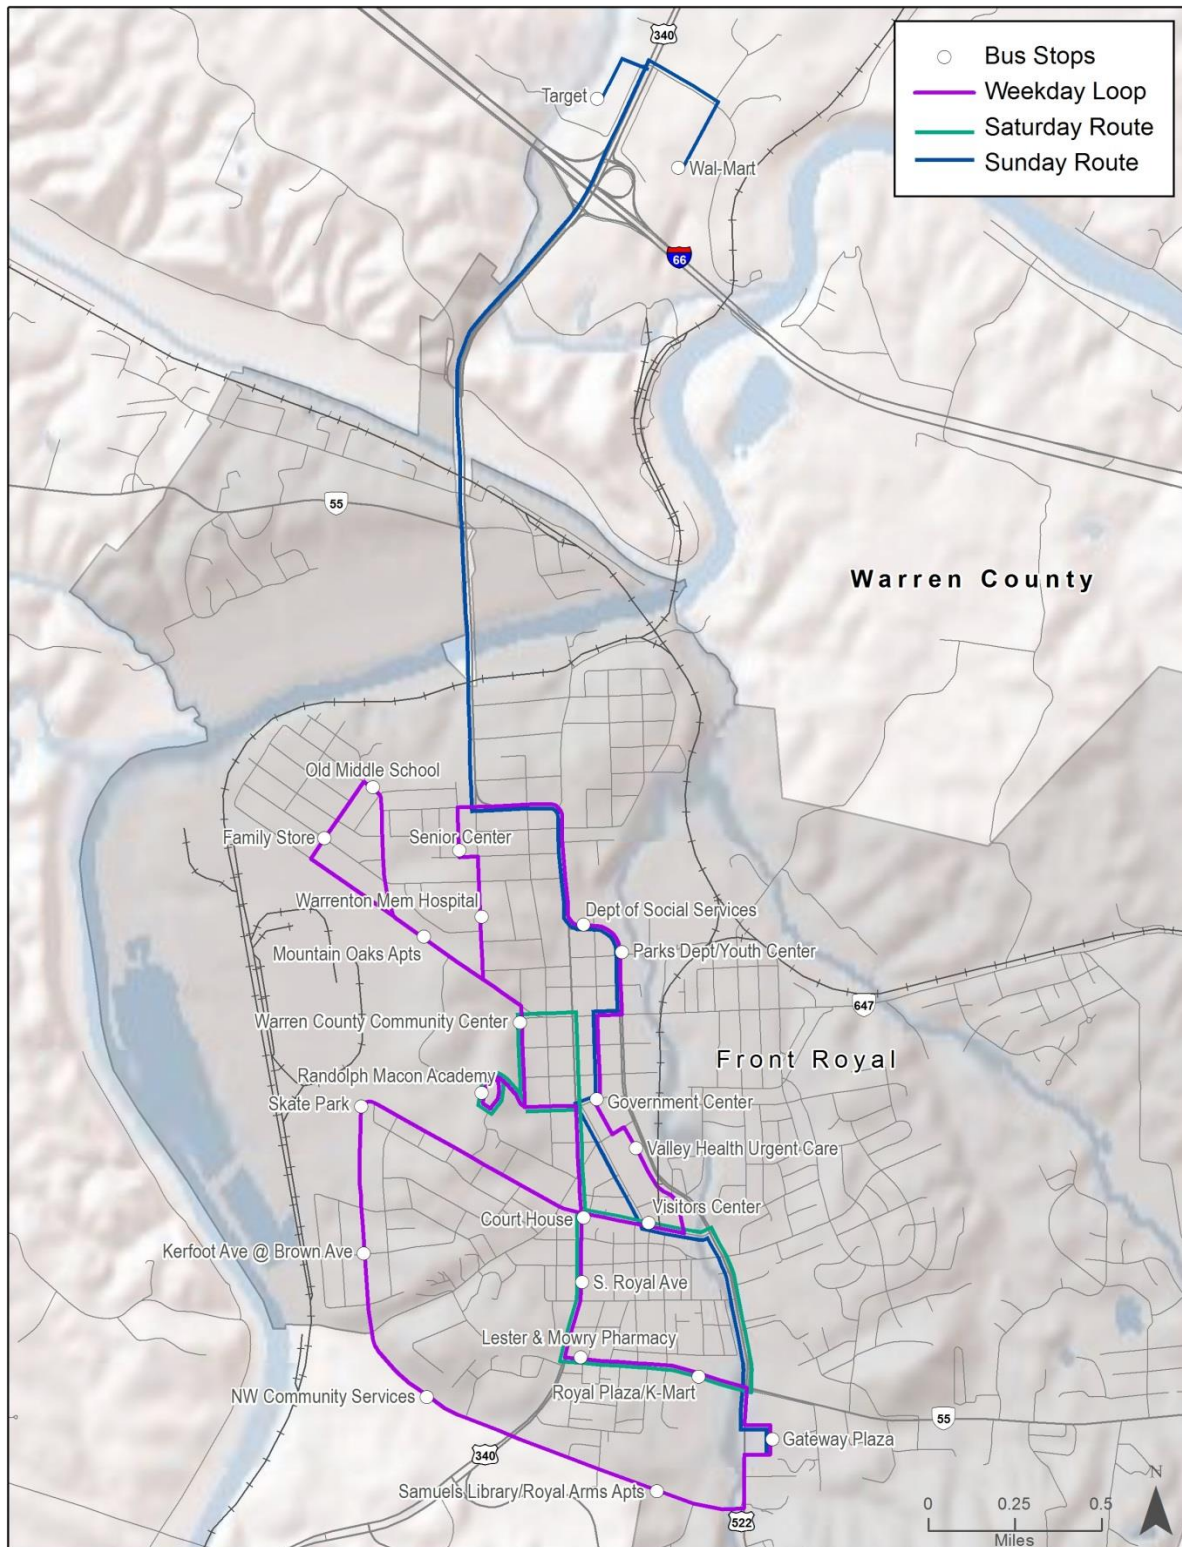 340
Bus Stops
Weekday Loop
Saturday Route
Sunday Route
Target
Wal-Mart
66
55
Warren County
Old Middle School
Family Store
Senior Center
Warrenton Mem Hospital
Dept of Social Services
Mountain Oaks Apts
Parks Dept/Youth Center
647
Warren County Community Center
Front Royal
Randolph Macon Academy
Skate Park
Government Center
Valley Health Urgent Care
Visitors Center
Court House
Kerfoot Ave @ Brown Ave
S. Royal Ave
Lester & Mowry Pharmacy
Royal Plaza/K-Mart
NW Community Services
55
Gateway Plaza
340
Samuels Library/Royal Arms Apts
522
N
0 0.25 0.5
Miles